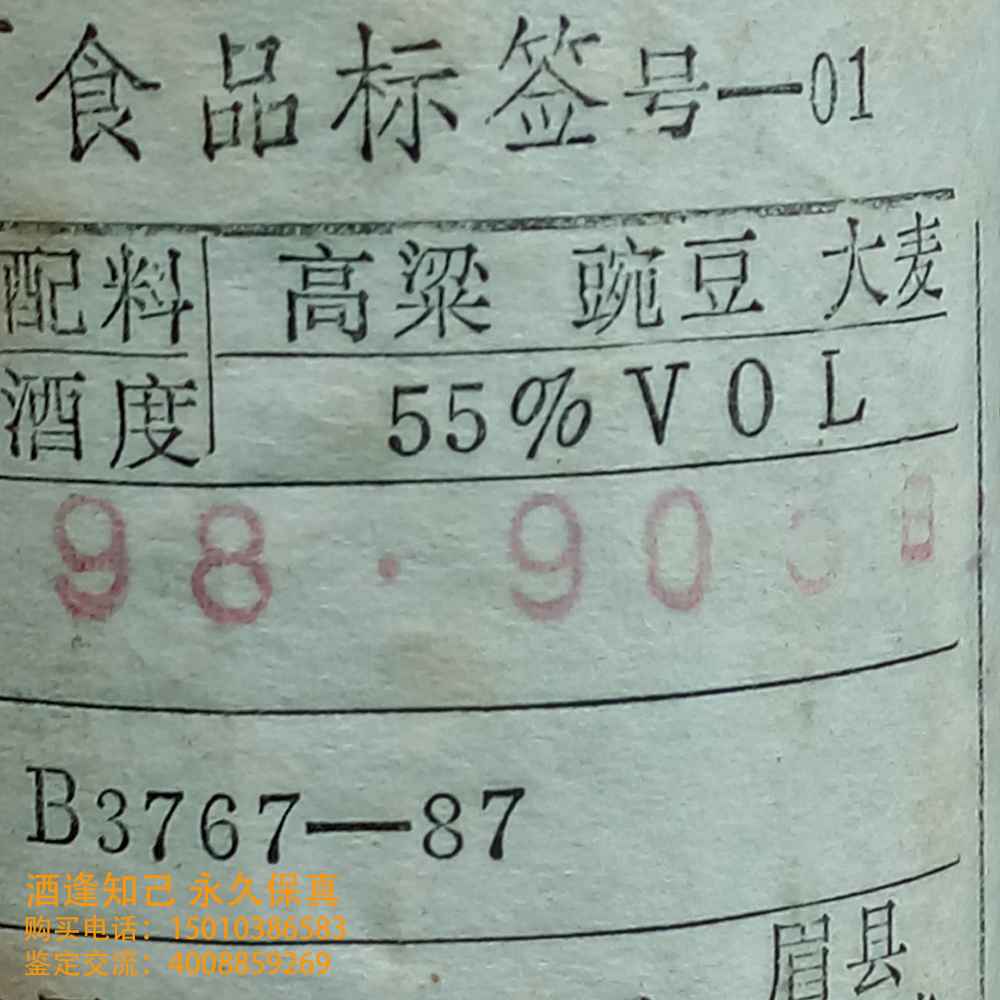 食品标签号—01
配料 高粱 豌豆 大麦
酒度 55%VOL
98·90
B3767—87
酒逢知己 永久保真
购买电话：15010386583
鉴定交流：4008859269
眉县